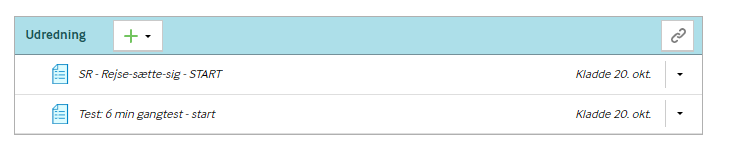 Udredning
SR - Rejse-sætte-sig - START Kladde 20. okt.
Test: 6 min gangtest - start Kladde 20. okt.